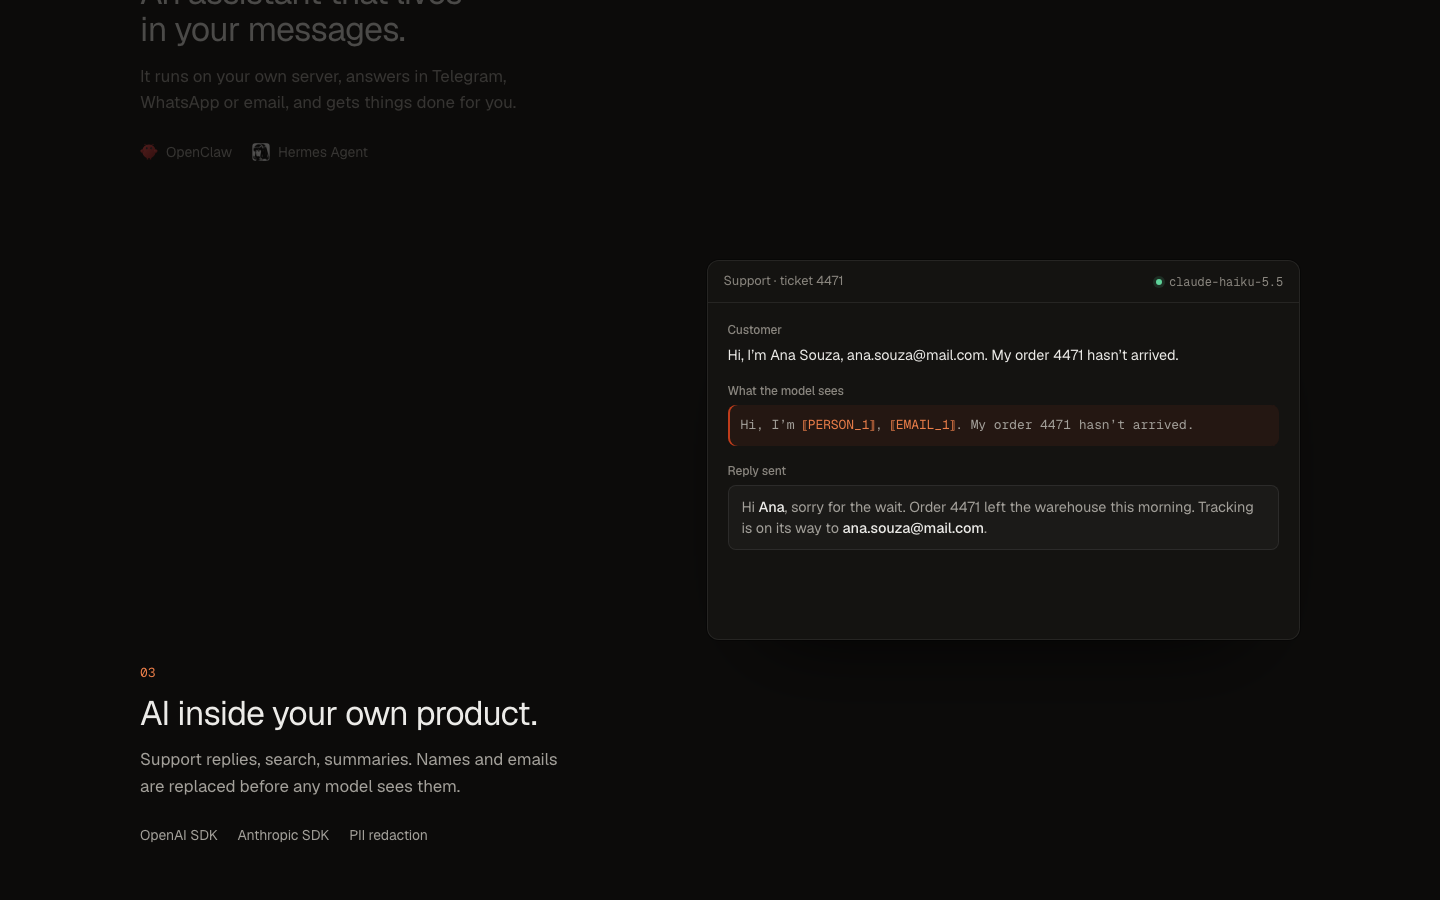 An assistant that lives
in your messages.
It runs on your own server, answers in Telegram,
WhatsApp or email, and gets things done for you.
OpenClaw Hermes Agent
Support · ticket 4471 claude-haiku-5.5
Customer
Hi, I’m Ana Souza, ana.souza@mail.com. My order 4471 hasn’t arrived.
What the model sees
Hi, I’m ⟦PERSON_1⟧, ⟦EMAIL_1⟧. My order 4471 hasn’t arrived.
Reply sent
Hi Ana, sorry for the wait. Order 4471 left the warehouse this morning. Tracking
is on its way to ana.souza@mail.com.
03
AI inside your own product.
Support replies, search, summaries. Names and emails
are replaced before any model sees them.
OpenAI SDK Anthropic SDK PII redaction